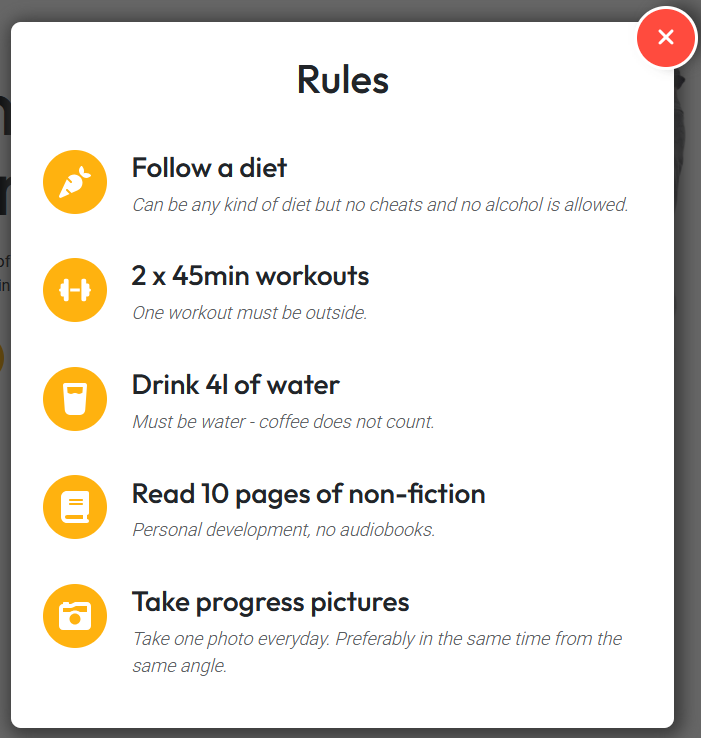 Rules
Follow a diet
Can be any kind of diet but no cheats and no alcohol is allowed.
2 x 45min workouts
One workout must be outside.
Drink 4l of water
Must be water - coffee does not count.
Read 10 pages of non-fiction
Personal development, no audiobooks.
Take progress pictures
Take one photo everyday. Preferably in the same time from the
same angle.